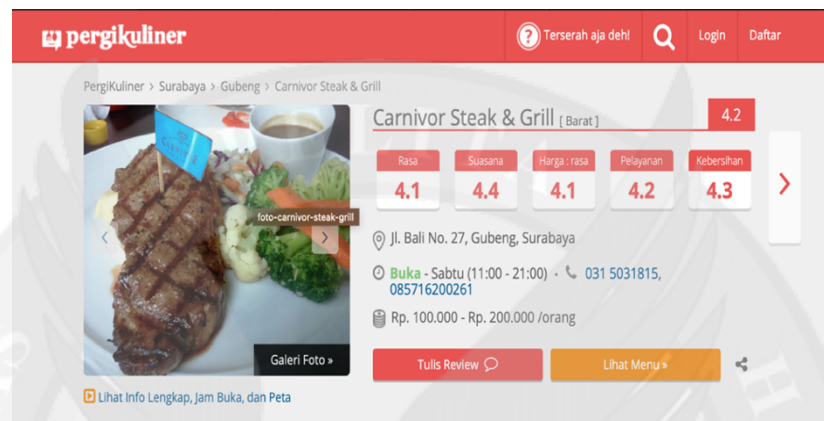 pergikuliner
? Terserah aja deh!
Login
Daftar
PergiKuliner > Surabaya > Gubeng > Carnivor Steak & Grill
Carnivor Steak & Grill [ Barat ]
4.2
Rasa
4.1
Suasana
4.4
Harga : rasa
4.1
Pelayanan
4.2
Kebersihan
4.3
foto-carnivor-steak-grill
Jl. Bali No. 27, Gubeng, Surabaya
Buka - Sabtu (11:00 - 21:00) · 031 5031815,
085716200261
Rp. 100.000 - Rp. 200.000 /orang
Galeri Foto »
Tulis Review
Lihat Menu »
Lihat Info Lengkap, Jam Buka, dan Peta